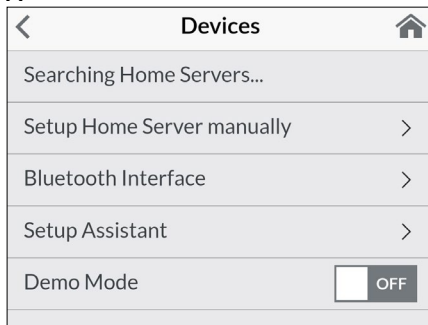 Devices
Searching Home Servers...
Setup Home Server manually
Bluetooth Interface
Setup Assistant
Demo Mode
OFF